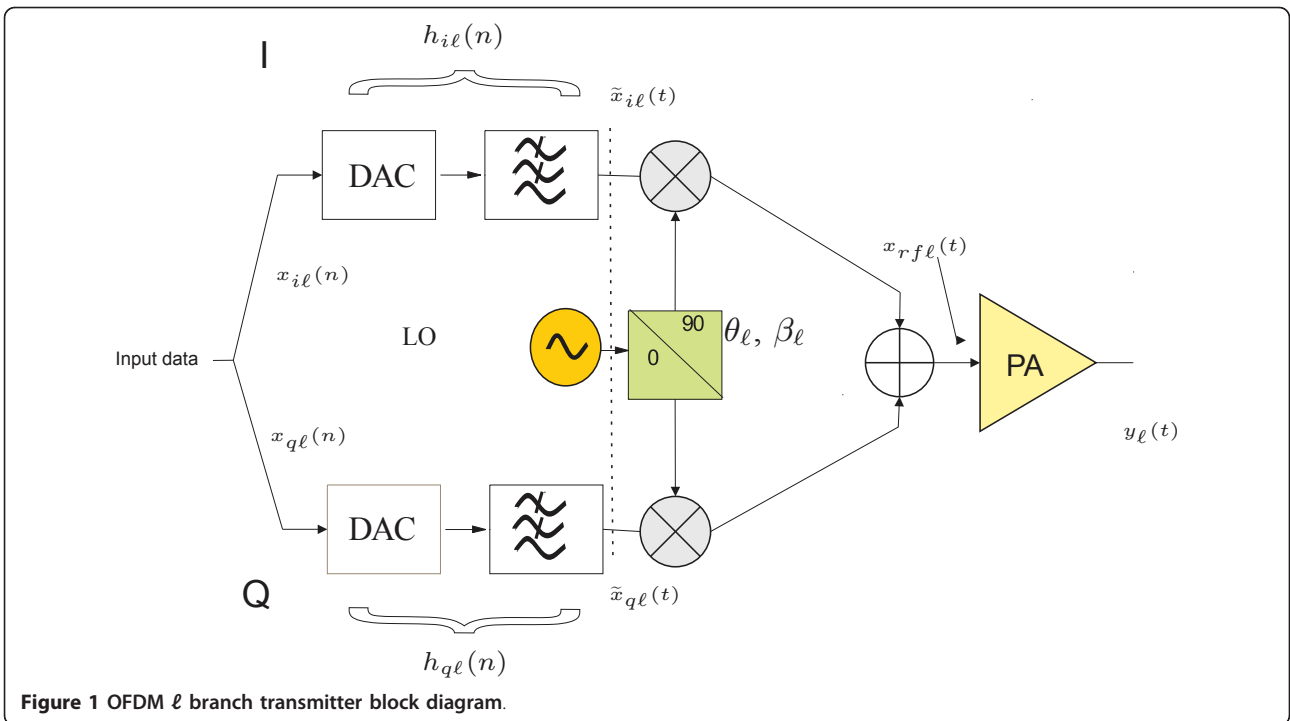 h_{iℓ}(n)
I
x̃_{iℓ}(t)
DAC
x_{rfℓ}(t)
x_{iℓ}(n)
90
θ_ℓ, β_ℓ
LO
0
Input data
PA
x_{qℓ}(n)
y_ℓ(t)
DAC
Q
x̃_{qℓ}(t)
h_{qℓ}(n)
Figure 1 OFDM ℓ branch transmitter block diagram.